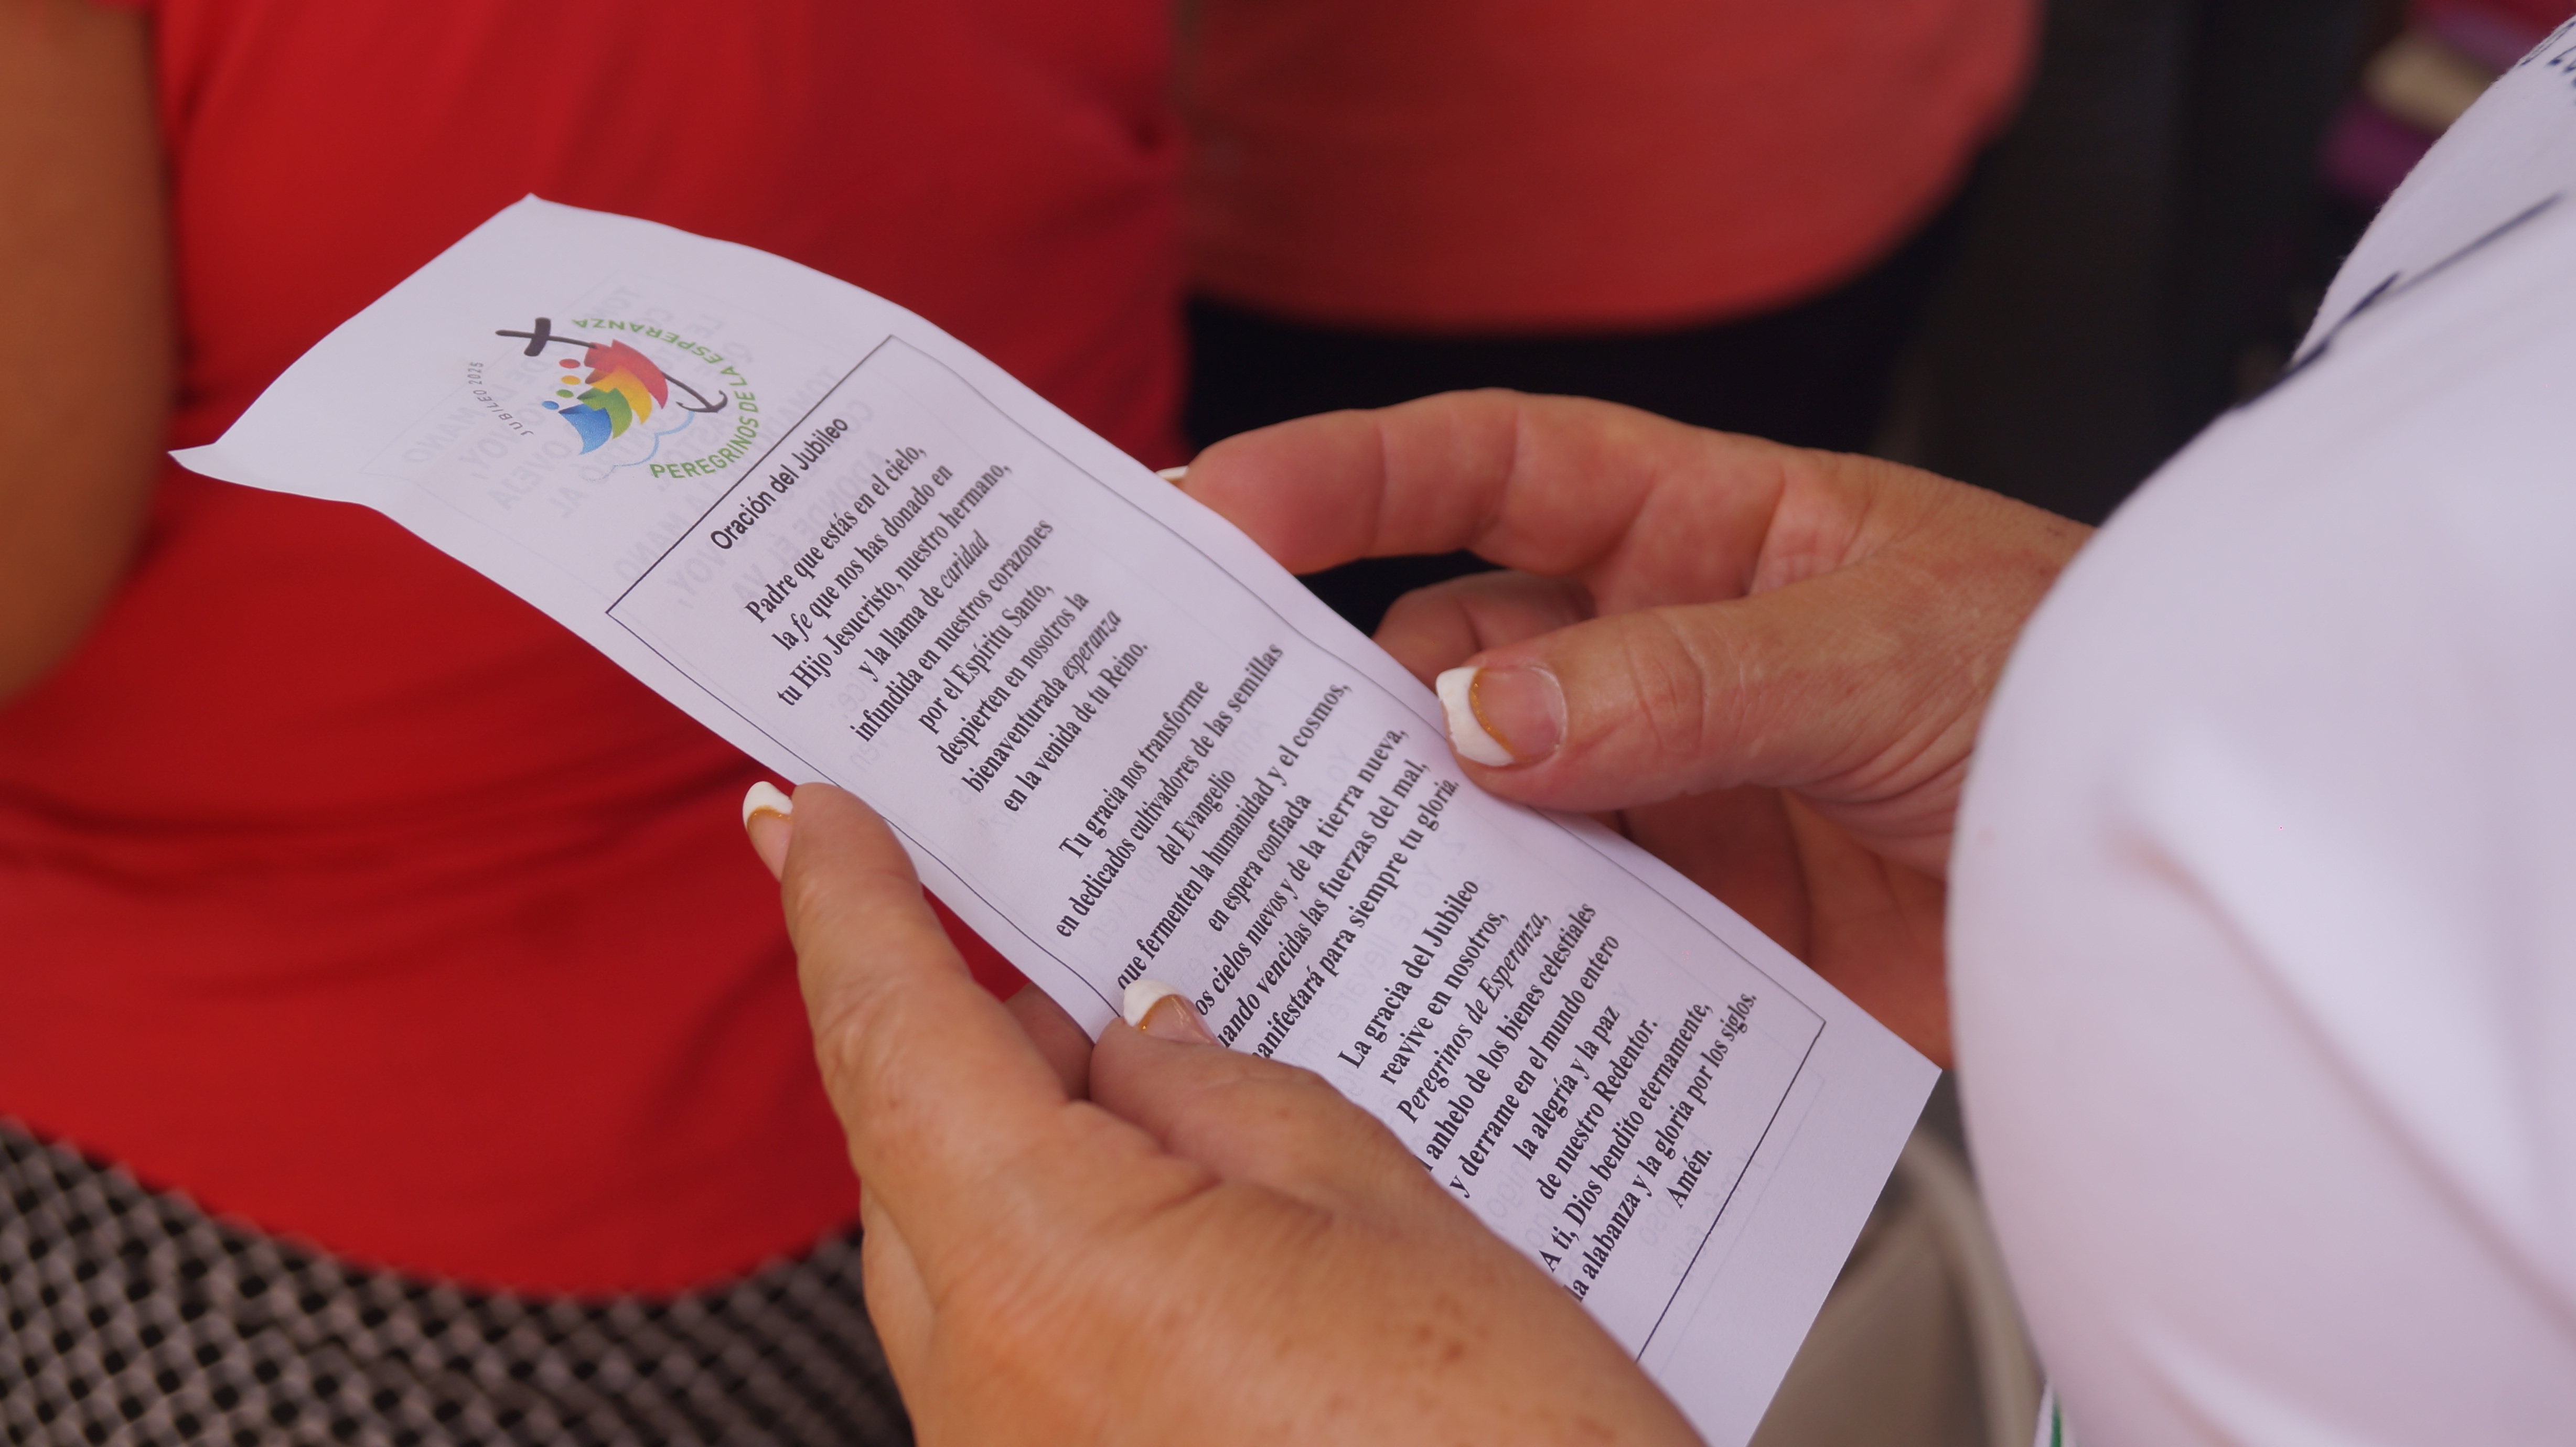 JUBILEO 2025
PEREGRINOS DE LA ESPERANZA
Oración del Jubileo
Padre que estás en el cielo,
la fe que nos has donado en
tu Hijo Jesucristo, nuestro hermano,
y la llama de caridad
infundida en nuestros corazones
por el Espíritu Santo,
despierten en nosotros la
bienaventurada esperanza
en la venida de tu Reino.
Tu gracia nos transforme
en dedicados cultivadores de las semillas
del Evangelio
que fermenten la humanidad y el cosmos,
en espera confiada
os cielos nuevos y de la tierra nueva,
uando vencidas las fuerzas del mal,
anifestará para siempre tu gloria.
La gracia del Jubileo
reavive en nosotros,
Peregrinos de Esperanza,
anhelo de los bienes celestiales
y derrame en el mundo entero
la alegría y la paz
de nuestro Redentor.
A ti, Dios bendito eternamente,
la alabanza y la gloria por los siglos.
Amén.